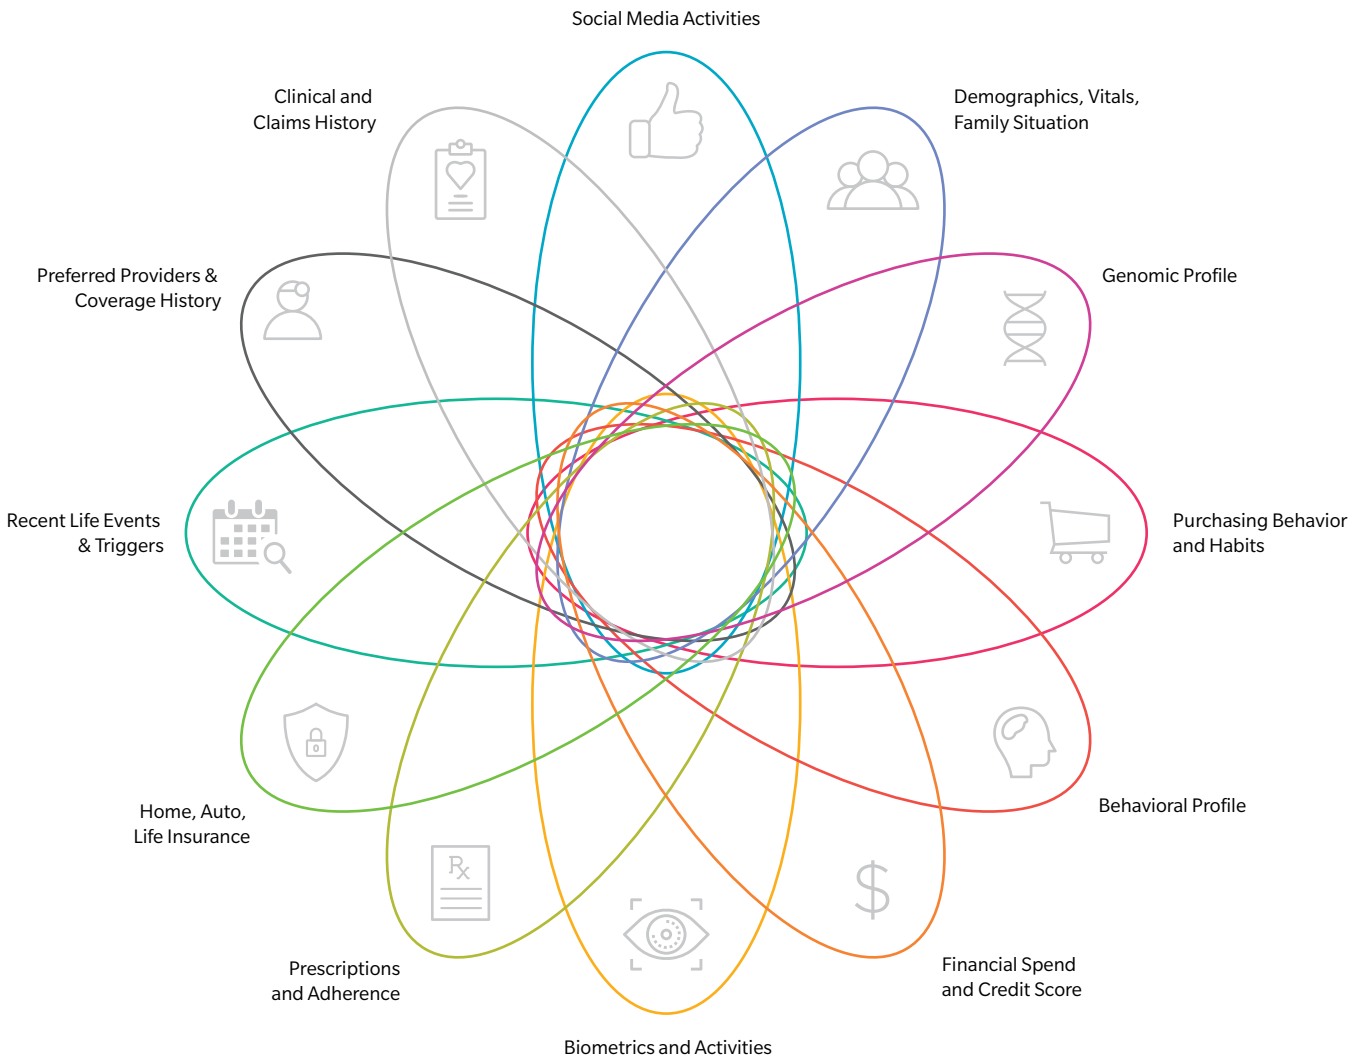 Social Media Activities
Clinical and
Claims History
Demographics, Vitals,
Family Situation
Preferred Providers &
Coverage History
Genomic Profile
Recent Life Events
& Triggers
Purchasing Behavior
and Habits
Home, Auto,
Life Insurance
Behavioral Profile
Rx
Prescriptions
and Adherence
$
Financial Spend
and Credit Score
Biometrics and Activities